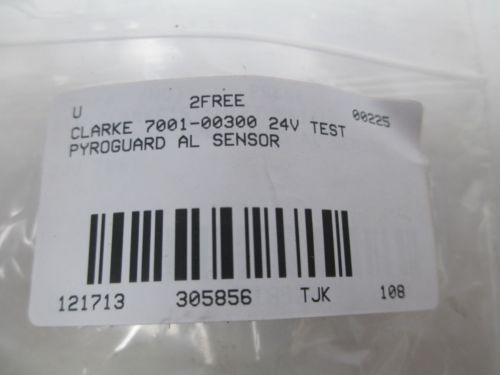 U 2FREE 00225
CLARKE 7001-00300 24V TEST
PYROGUARD AL SENSOR
121713 305856 TJK 108